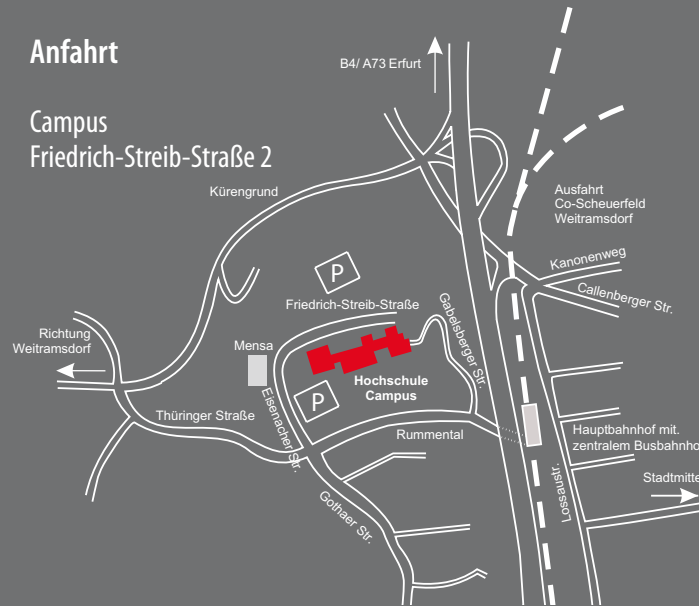 Anfahrt
Campus
Friedrich-Streib-Straße 2
B4/ A73 Erfurt
Kürengrund
Ausfahrt
Co-Scheuerfeld
Weitramsdorf
Kanonenweg
Callenberger Str.
P
Friedrich-Streib-Straße
Gabelsberger Str.
Richtung
Weitramsdorf
Mensa
Hochschule
Campus
P
Eisenacher Str.
Thüringer Straße
Rummental
Hauptbahnhof mit.
zentralem Busbahnho
Lossaustr.
Stadtmitte
Gothaer Str.